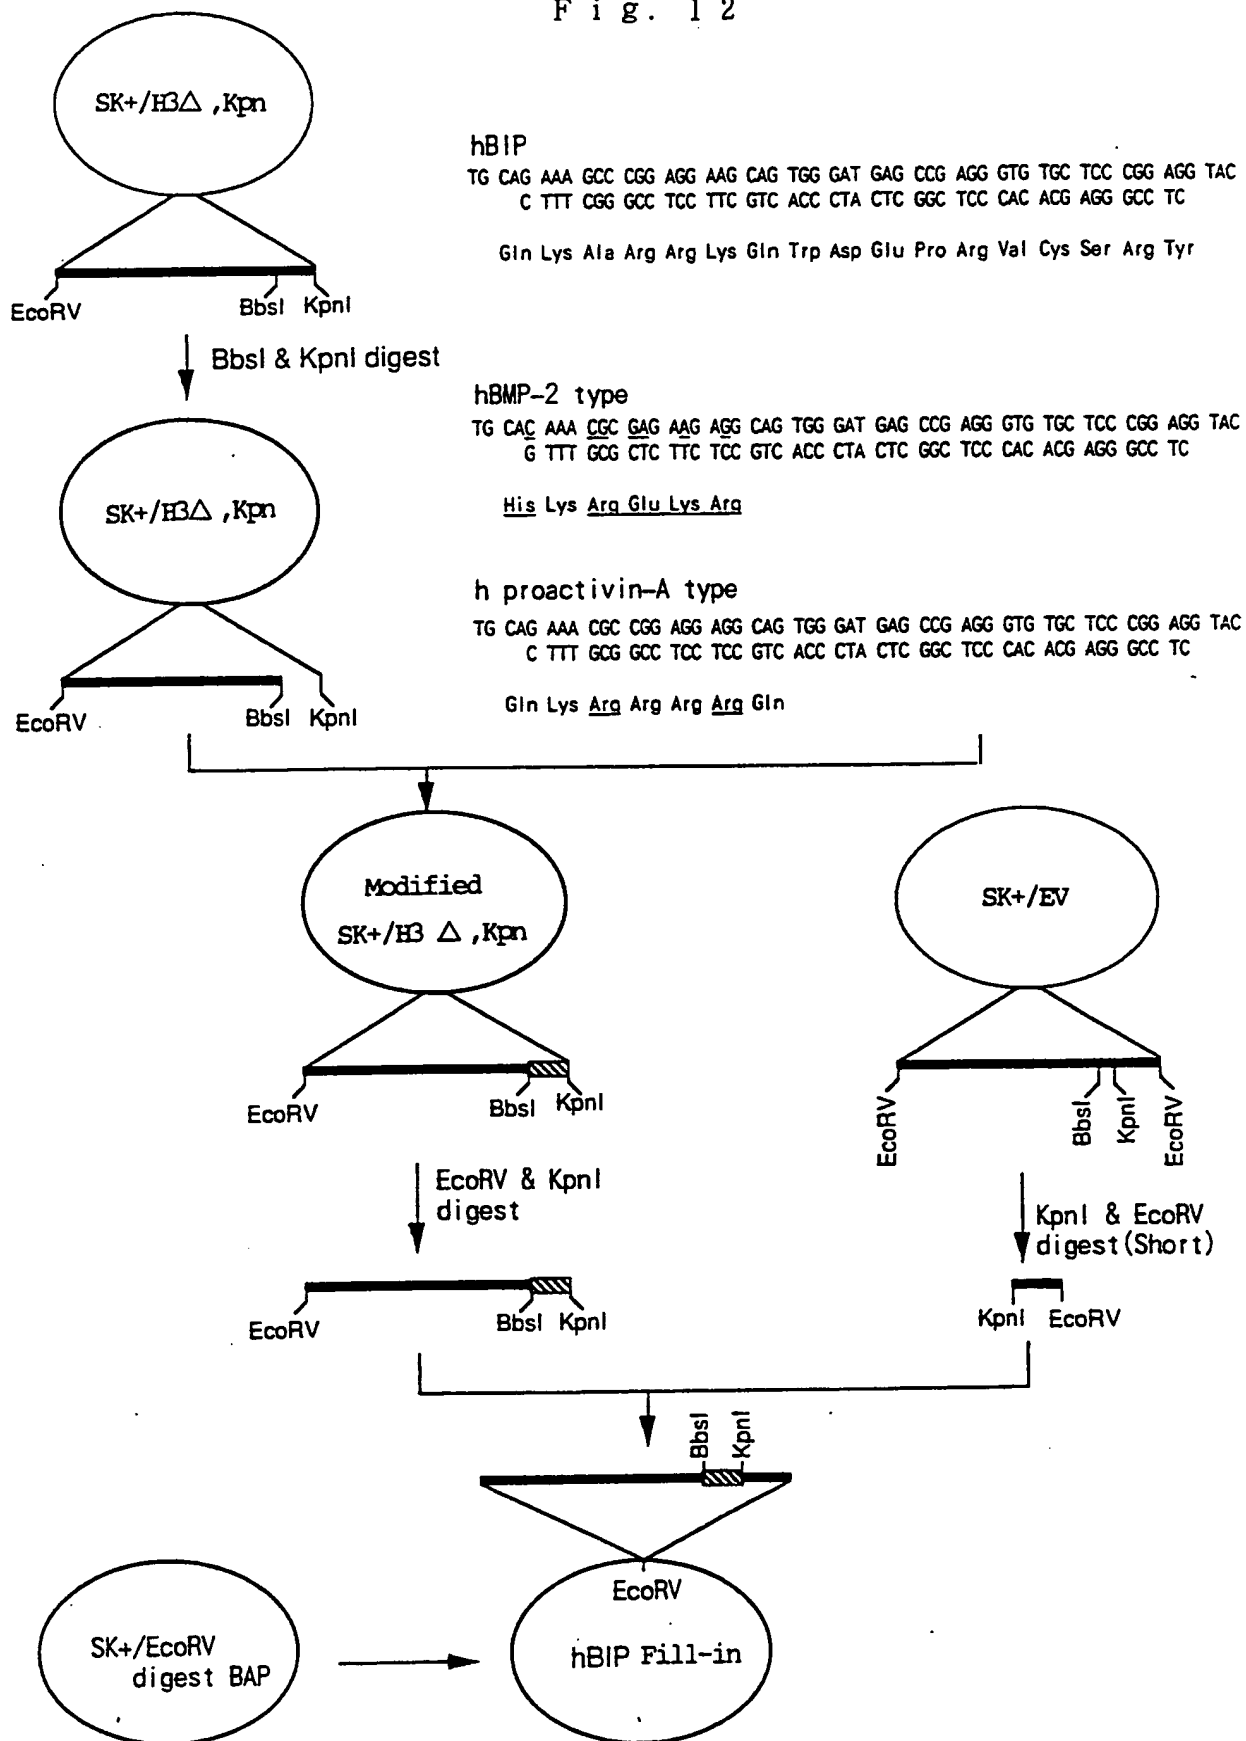 Fig. 12
SK+/H3△ ,Kpn
EcoRV
BbsI
KpnI
BbsI & KpnI digest
hBIP
TG CAG AAA GCC CGG AGG AAG CAG TGG GAT GAG CCG AGG GTG TGC TCC CGG AGG TAC
C TTT CGG GCC TCC TTC GTC ACC CTA CTC GGC TCC CAC ACG AGG GCC TC
Gln Lys Ala Arg Arg Lys Gln Trp Asp Glu Pro Arg Val Cys Ser Arg Tyr
hBMP-2 type
TG CAC AAA CGC GAG AAG AGG CAG TGG GAT GAG CCG AGG GTG TGC TCC CGG AGG TAC
G TTT GCG CTC TTC TCC GTC ACC CTA CTC GGC TCC CAC ACG AGG GCC TC
His Lys Arg Glu Lys Arg
SK+/H3△ ,Kpn
h proactivin-A type
TG CAG AAA CGC CGG AGG AGG CAG TGG GAT GAG CCG AGG GTG TGC TCC CGG AGG TAC
C TTT GCG GCC TCC TCC GTC ACC CTA CTC GGC TCC CAC ACG AGG GCC TC
Gln Lys Arg Arg Arg Arg Gln
EcoRV
BbsI
KpnI
Modified
SK+/H3 △ ,Kpn
SK+/EV
EcoRV
BbsI
KpnI
EcoRV
BbsI
KpnI
EcoRV
EcoRV & KpnI
digest
KpnI & EcoRV
digest(Short)
EcoRV
BbsI
KpnI
KpnI
EcoRV
BbsI
KpnI
EcoRV
hBIP Fill-in
SK+/EcoRV
digest BAP